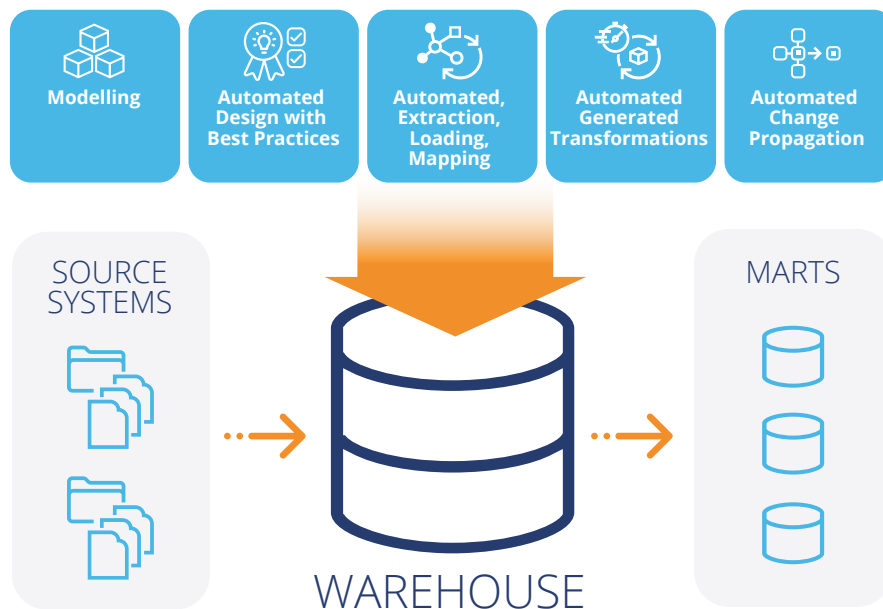 Modelling
Automated
Design with
Best Practices
Automated,
Extraction,
Loading,
Mapping
Automated
Generated
Transformations
Automated
Change
Propagation
SOURCE
SYSTEMS
MARTS
WAREHOUSE